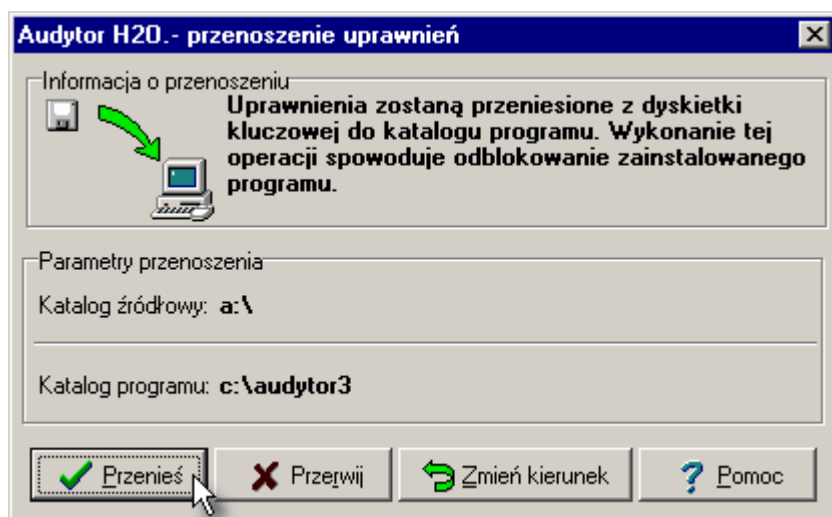 Audytor H2O.- przenoszenie uprawnień
Informacja o przenoszeniu
Uprawnienia zostaną przeniesione z dyskietki
kluczowej do katalogu programu. Wykonanie tej
operacji spowoduje odblokowanie zainstalowanego
programu.
Parametry przenoszenia
Katalog źródłowy: a:\
Katalog programu: c:\audytor3
Przenieś
Przerwij
Zmień kierunek
Pomoc